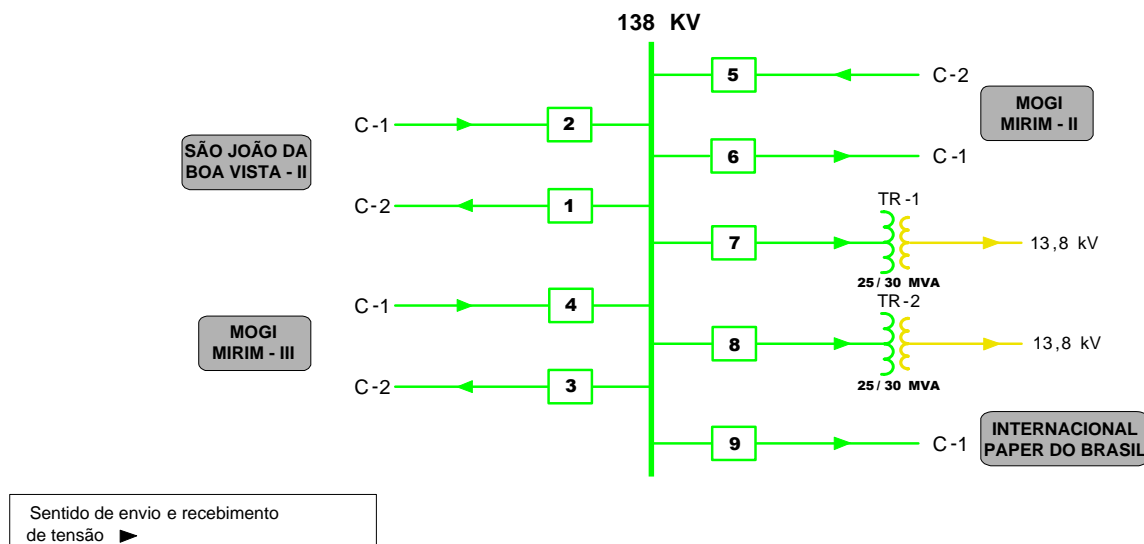 138 KV
5
C-2
MOGI
MIRIM - II
C-1
2
SÃO JOÃO DA
BOA VISTA - II
6
C-1
C-2
1
TR-1
7
13,8 kV
25/30 MVA
C-1
4
TR-2
MOGI
MIRIM - III
8
13,8 kV
C-2
3
25/30 MVA
9
C-1
INTERNACIONAL
PAPER DO BRASIL
Sentido de envio e recebimento
de tensão